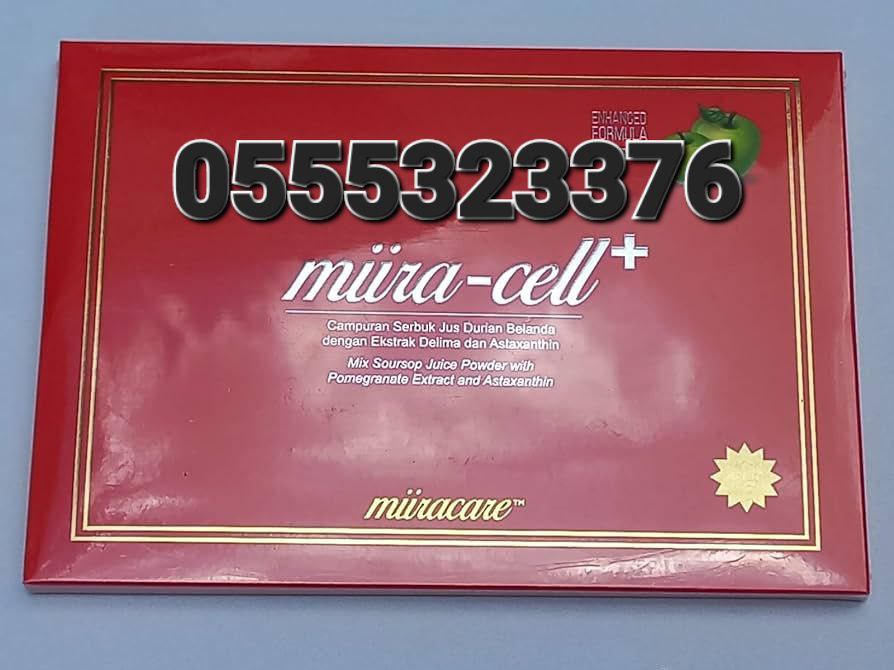 ENHANCED
FORMULA
0555323376
müra-cell+
Campuran Serbuk Jus Durian Belanda
dengan Ekstrak Delima dan Astaxanthin
Mix Soursop Juice Powder with
Pomegranate Extract and Astaxanthin
müracare™